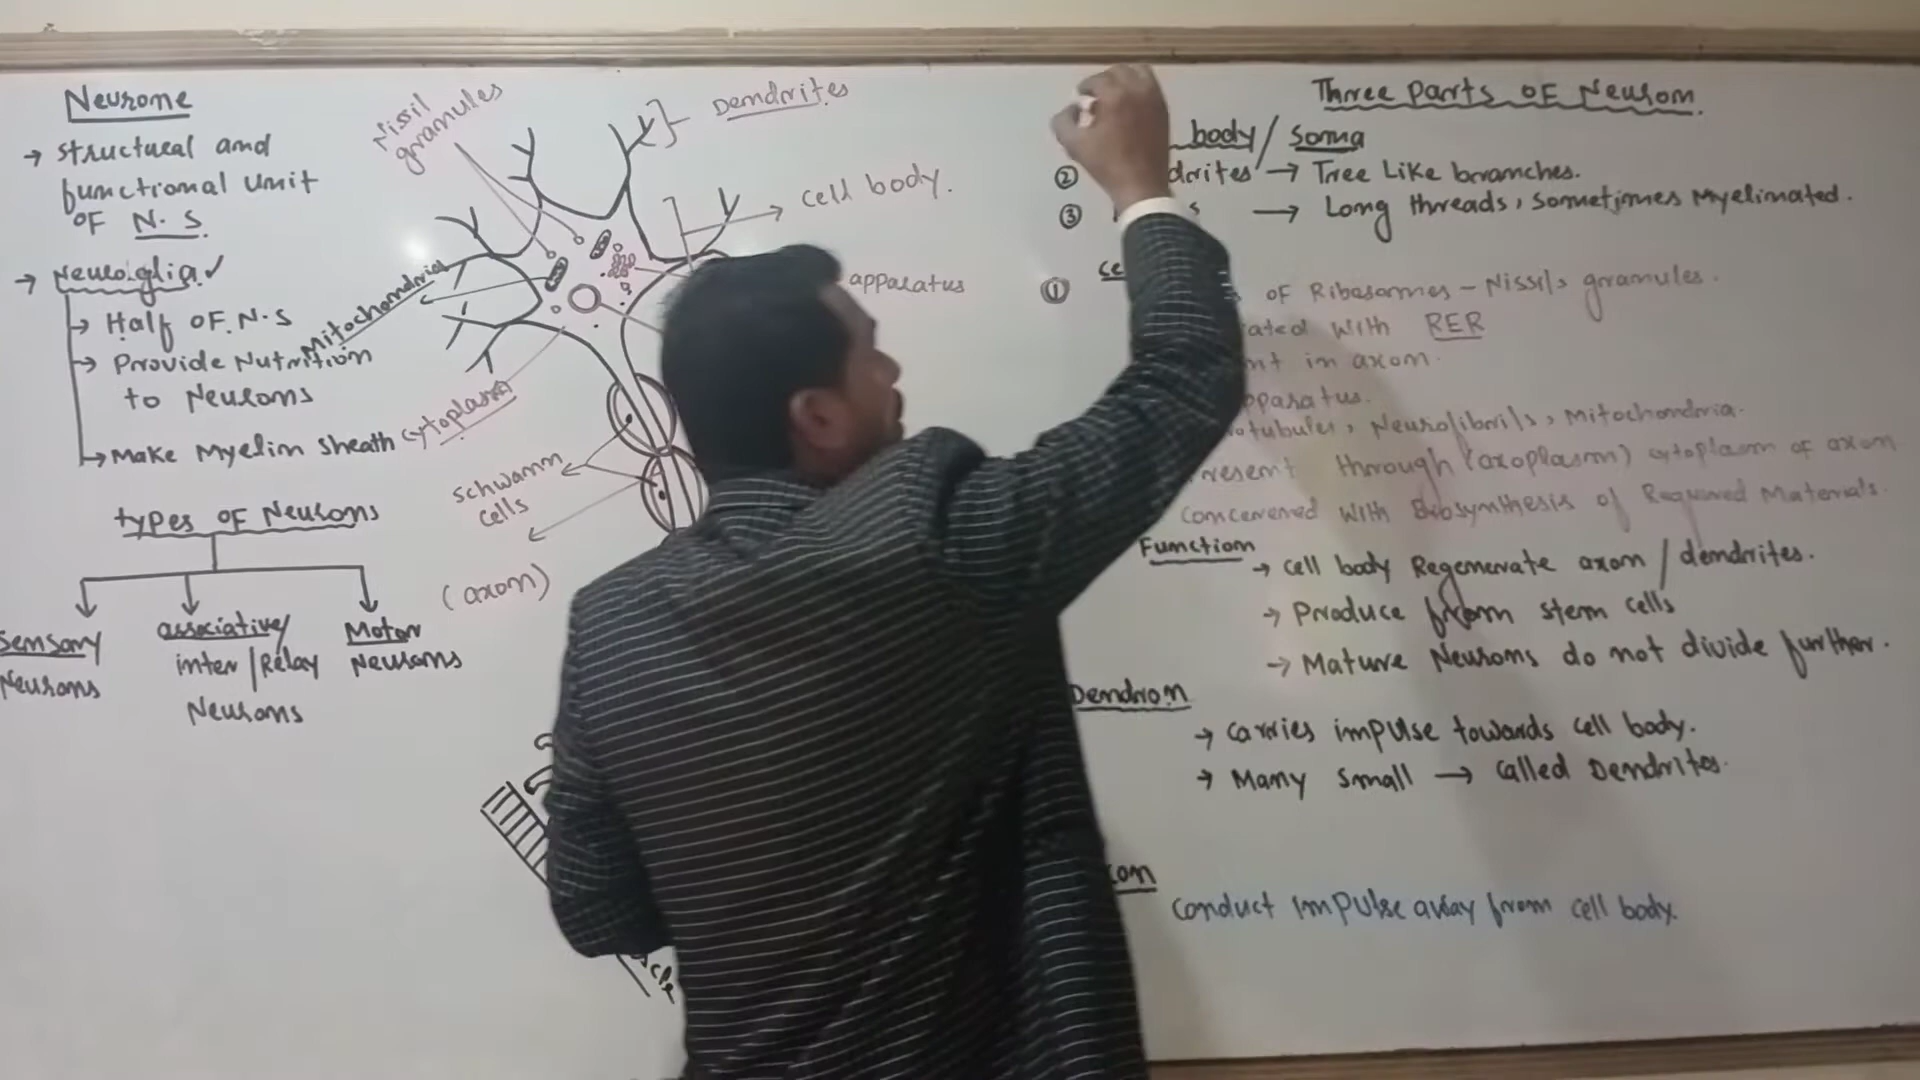 Neurone
→ structural and
functional unit
OF N.S.
→ Neuroglia ✓
→ Half OF N.S
→ Provide Nutrition
to Neurons
→ Make Myelin Sheath
types OF Neurons
Sensory
Neurons
associative/
inter/Relay
Neurons
Motor
Neurons
Nissil
granules
Dendrites
cell body.
apparatus
Mitochondria
cytoplasm
schwann
cells
(axon)
Three Parts OF Neuron.
body/ Soma
②
→ Tree Like branches.
③
→ Long threads, Sometimes Myelinated.
①
of Ribosomes - Nissils granules.
with RER
in axon.
Neurofibrils, Mitochondria.
through (axoplasm) cytoplasm of axon
concerened with Biosynthesis of Required Materials.
Function
→ cell body Regenerate axon / dendrites.
→ Produce from stem cells
→ Mature Neurons do not divide further.
Dendron
→ carries impulse towards cell body.
→ Many small → called Dendrites.
conduct impulse away from cell body.